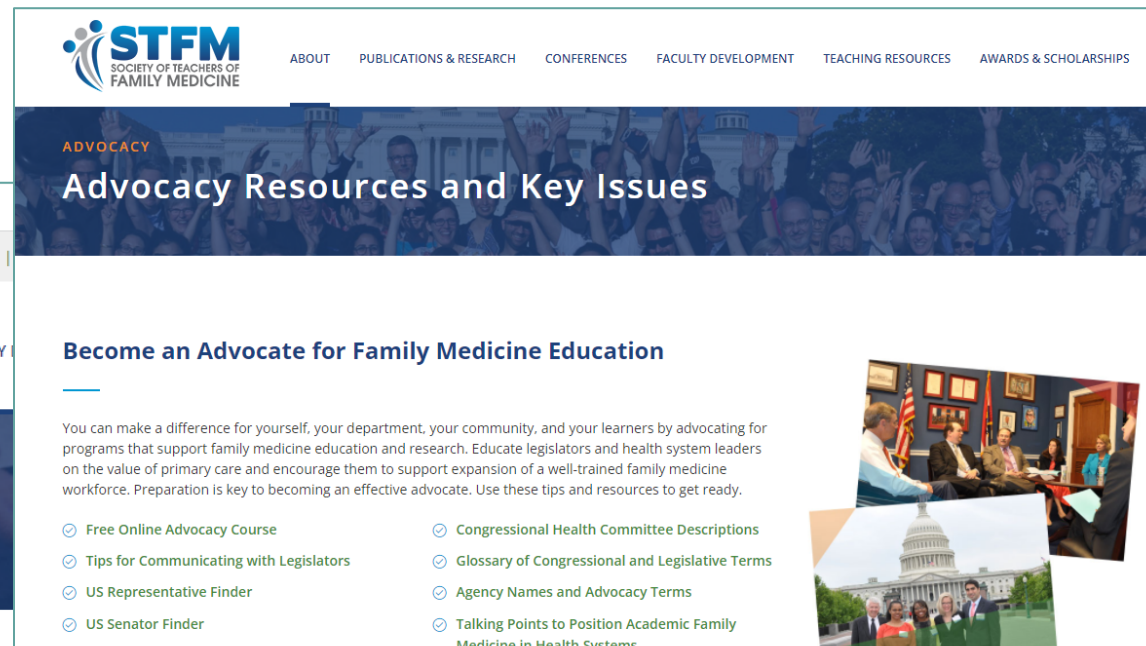 STFM
SOCIETY OF TEACHERS OF
FAMILY MEDICINE
ABOUT PUBLICATIONS & RESEARCH CONFERENCES FACULTY DEVELOPMENT TEACHING RESOURCES AWARDS & SCHOLARSHIPS
ADVOCACY
Advocacy Resources and Key Issues
Become an Advocate for Family Medicine Education
You can make a difference for yourself, your department, your community, and your learners by advocating for
programs that support family medicine education and research. Educate legislators and health system leaders
on the value of primary care and encourage them to support expansion of a well-trained family medicine
workforce. Preparation is key to becoming an effective advocate. Use these tips and resources to get ready.
Free Online Advocacy Course
Tips for Communicating with Legislators
US Representative Finder
US Senator Finder
Congressional Health Committee Descriptions
Glossary of Congressional and Legislative Terms
Agency Names and Advocacy Terms
Talking Points to Position Academic Family
Medicine in Health Systems